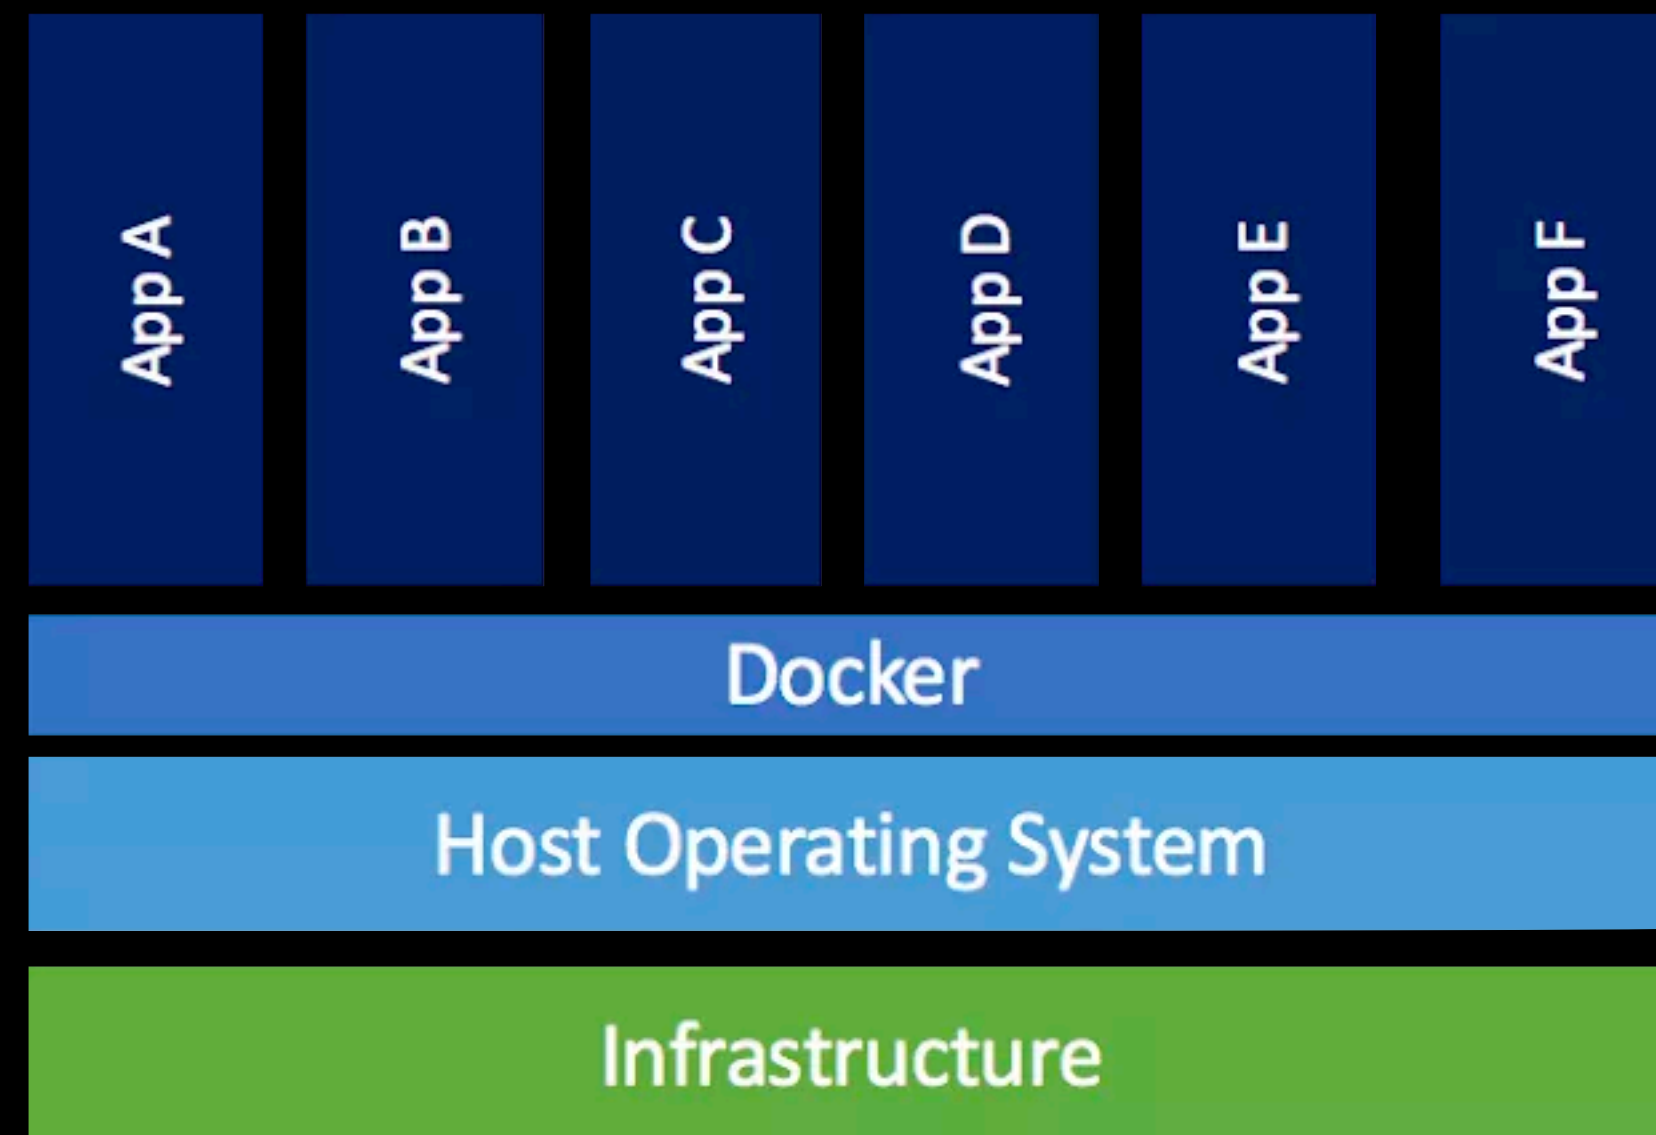 App A
App B
App C
App D
App E
App F
Docker
Host Operating System
Infrastructure